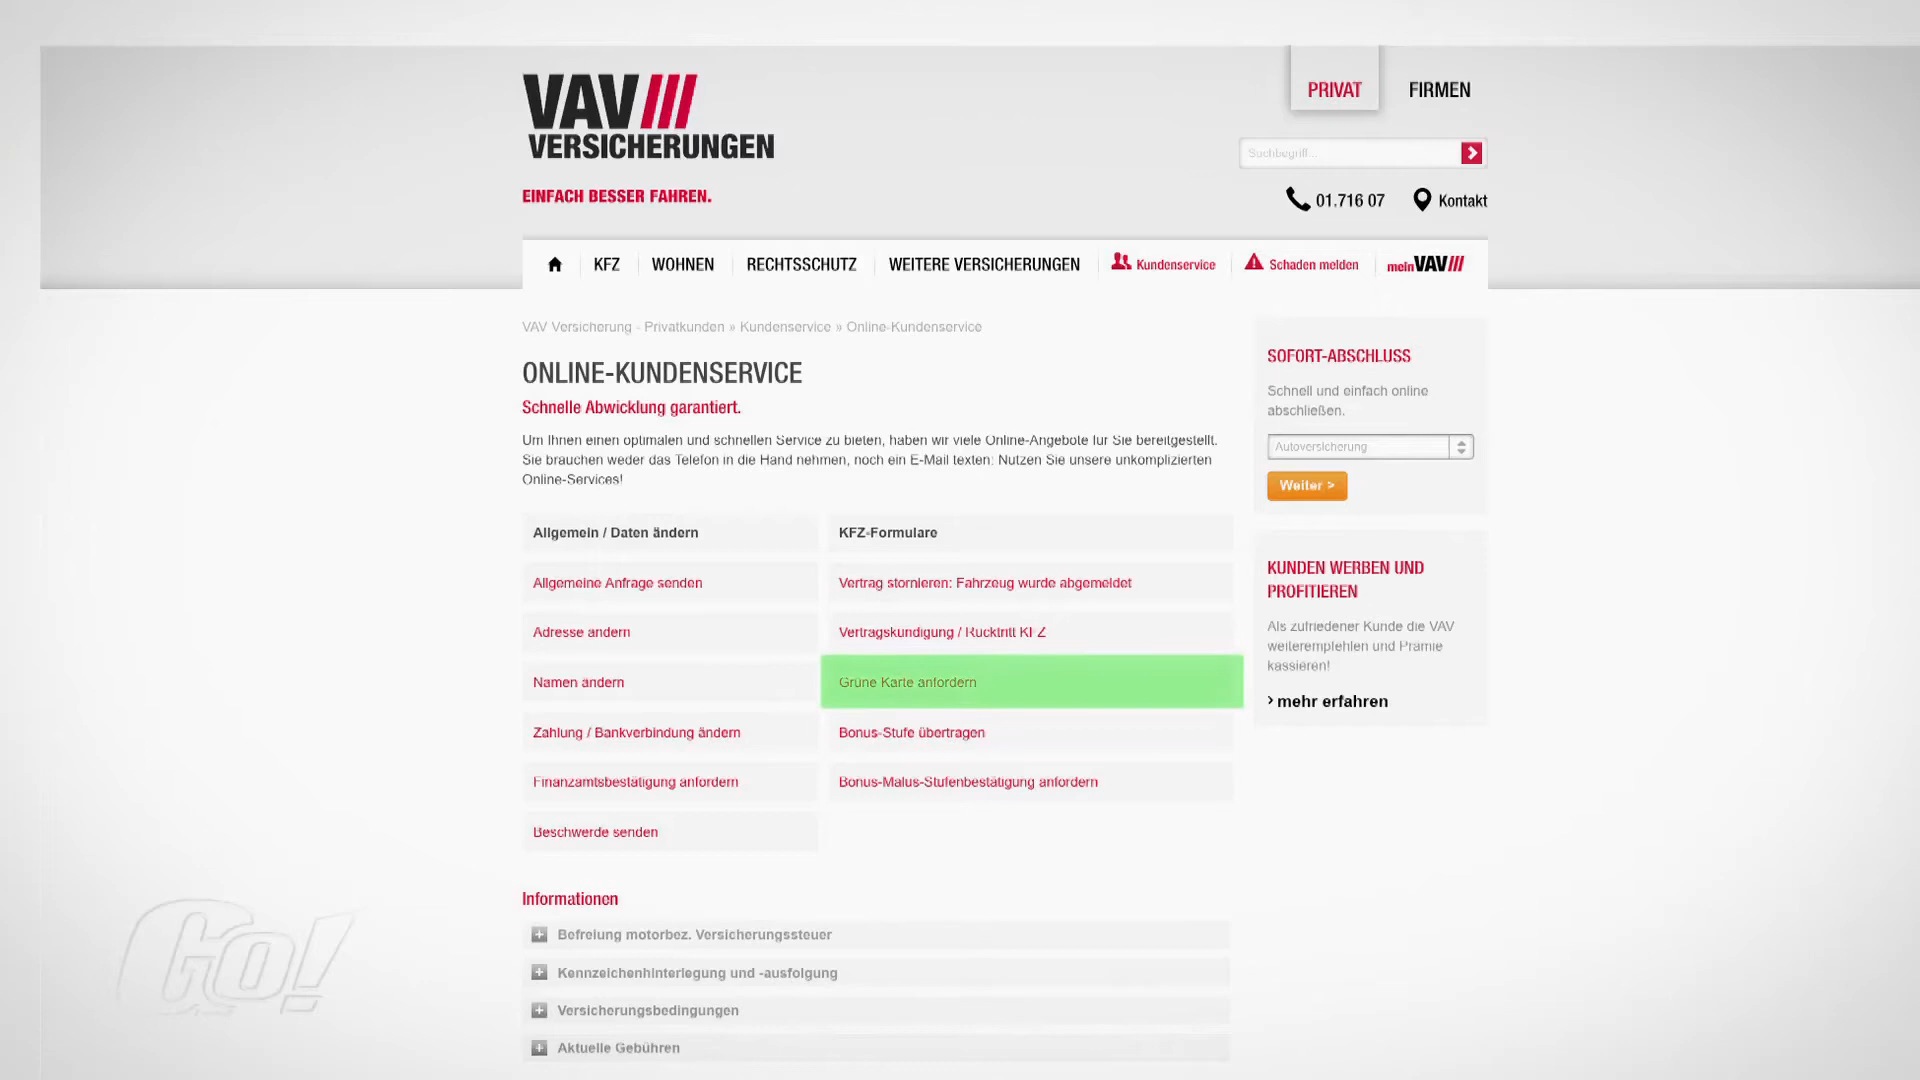 PRIVAT
FIRMEN
VAV
VERSICHERUNGEN
EINFACH BESSER FAHREN.
Suchbegriff...
01.716 07
Kontakt
KFZ
WOHNEN
RECHTSSCHUTZ
WEITERE VERSICHERUNGEN
Kundenservice
Schaden melden
meinVAV
VAV Versicherung - Privatkunden » Kundenservice » Online-Kundenservice
ONLINE-KUNDENSERVICE
Schnelle Abwicklung garantiert.
Um Ihnen einen optimalen und schnellen Service zu bieten, haben wir viele Online-Angebote für Sie bereitgestellt.
Sie brauchen weder das Telefon in die Hand nehmen, noch ein E-Mail texten: Nutzen Sie unsere unkomplizierten
Online-Services!
Allgemein / Daten ändern
Allgemeine Anfrage senden
Adresse ändern
Namen ändern
Zahlung / Bankverbindung ändern
Finanzamtsbestätigung anfordern
Beschwerde senden
KFZ-Formulare
Vertrag stornieren: Fahrzeug wurde abgemeldet
Vertragskündigung / Rücktritt KFZ
Grüne Karte anfordern
Bonus-Stufe übertragen
Bonus-Malus-Stufenbestätigung anfordern
Informationen
Befreiung motorbez. Versicherungssteuer
Kennzeichenhinterlegung und -ausfolgung
Versicherungsbedingungen
Aktuelle Gebühren
SOFORT-ABSCHLUSS
Schnell und einfach online
abschließen.
Autoversicherung
Weiter >
KUNDEN WERBEN UND
PROFITIEREN
Als zufriedener Kunde die VAV
weiterempfehlen und Prämie
kassieren!
› mehr erfahren
Go!